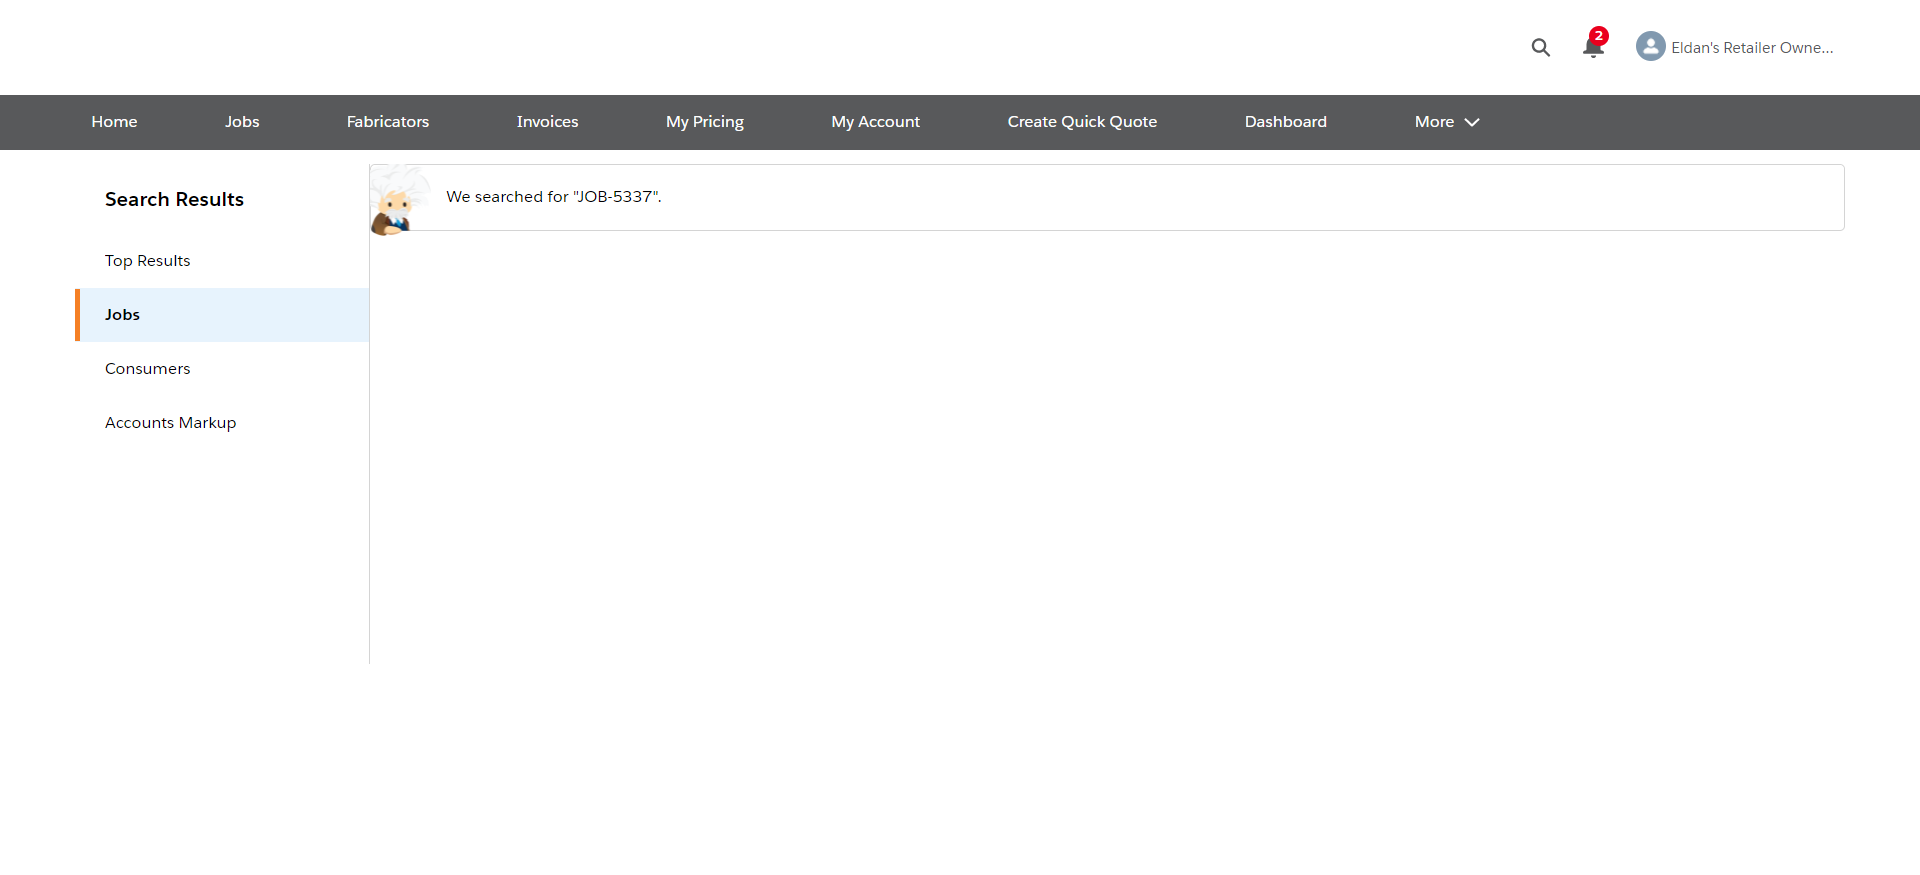 2
Eldan's Retailer Owne...
Home
Jobs
Fabricators
Invoices
My Pricing
My Account
Create Quick Quote
Dashboard
More
Search Results
Top Results
Jobs
Consumers
Accounts Markup
We searched for "JOB-5337".